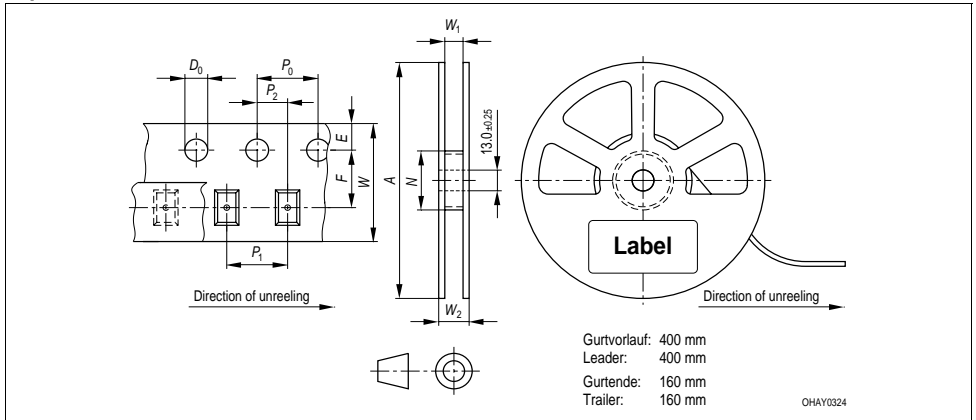 W1
D0
P0
P2
E
F
W
A
N
13.0±0.25
Label
P1
Direction of unreeling
W2
Direction of unreeling
Gurtvorlauf: 400 mm
Leader: 400 mm
Gurtende: 160 mm
Trailer: 160 mm
OHAY0324